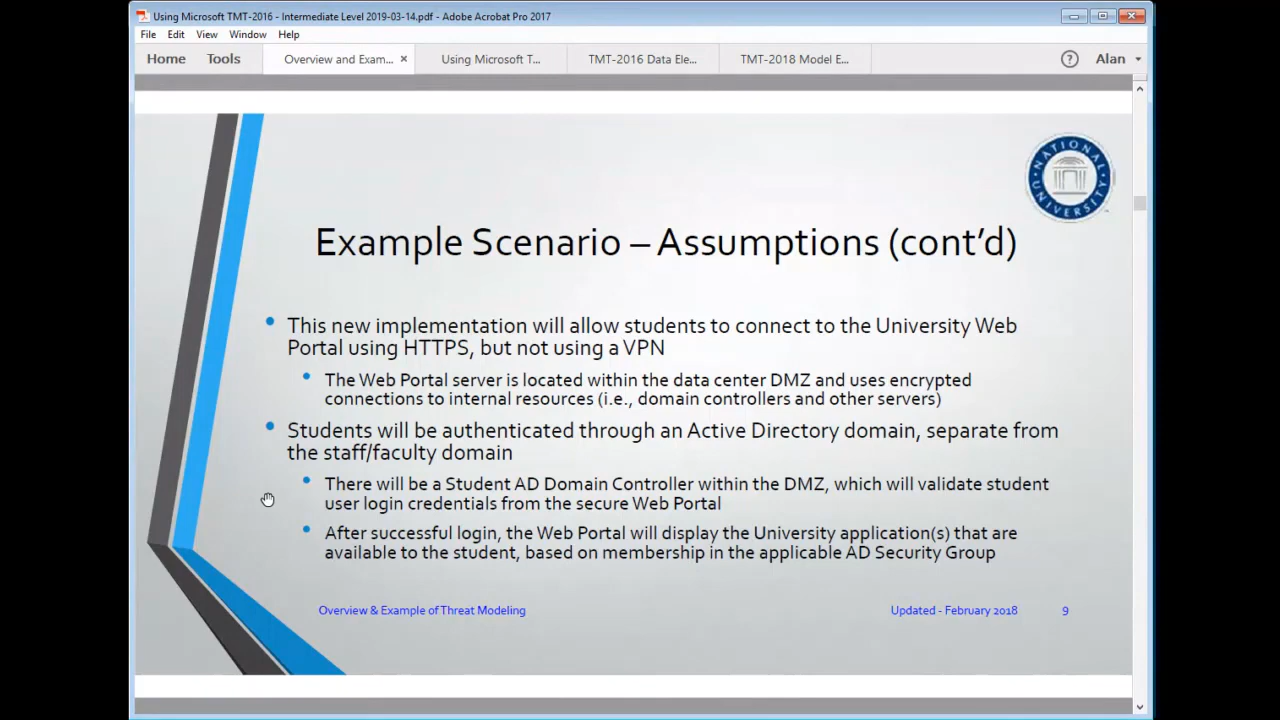 Using Microsoft TMT-2016 - Intermediate Level 2019-03-14.pdf - Adobe Acrobat Pro 2017
File Edit View Window Help
Home Tools Overview and Exam... × Using Microsoft T... TMT-2016 Data Ele... TMT-2018 Model E... ? Alan
NATIONAL UNIVERSITY
Example Scenario – Assumptions (cont’d)
• This new implementation will allow students to connect to the University Web
Portal using HTTPS, but not using a VPN
• The Web Portal server is located within the data center DMZ and uses encrypted
connections to internal resources (i.e., domain controllers and other servers)
• Students will be authenticated through an Active Directory domain, separate from
the staff/faculty domain
• There will be a Student AD Domain Controller within the DMZ, which will validate student
user login credentials from the secure Web Portal
• After successful login, the Web Portal will display the University application(s) that are
available to the student, based on membership in the applicable AD Security Group
Overview & Example of Threat Modeling Updated - February 2018 9